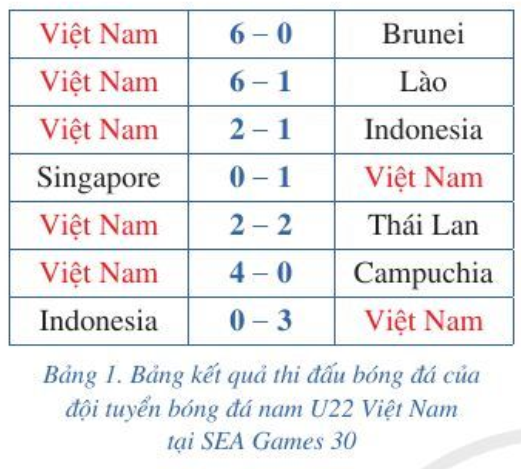 Việt Nam 6 – 0 Brunei
Việt Nam 6 – 1 Lào
Việt Nam 2 – 1 Indonesia
Singapore 0 – 1 Việt Nam
Việt Nam 2 – 2 Thái Lan
Việt Nam 4 – 0 Campuchia
Indonesia 0 – 3 Việt Nam
Bảng 1. Bảng kết quả thi đấu bóng đá của
đội tuyển bóng đá nam U22 Việt Nam
tại SEA Games 30